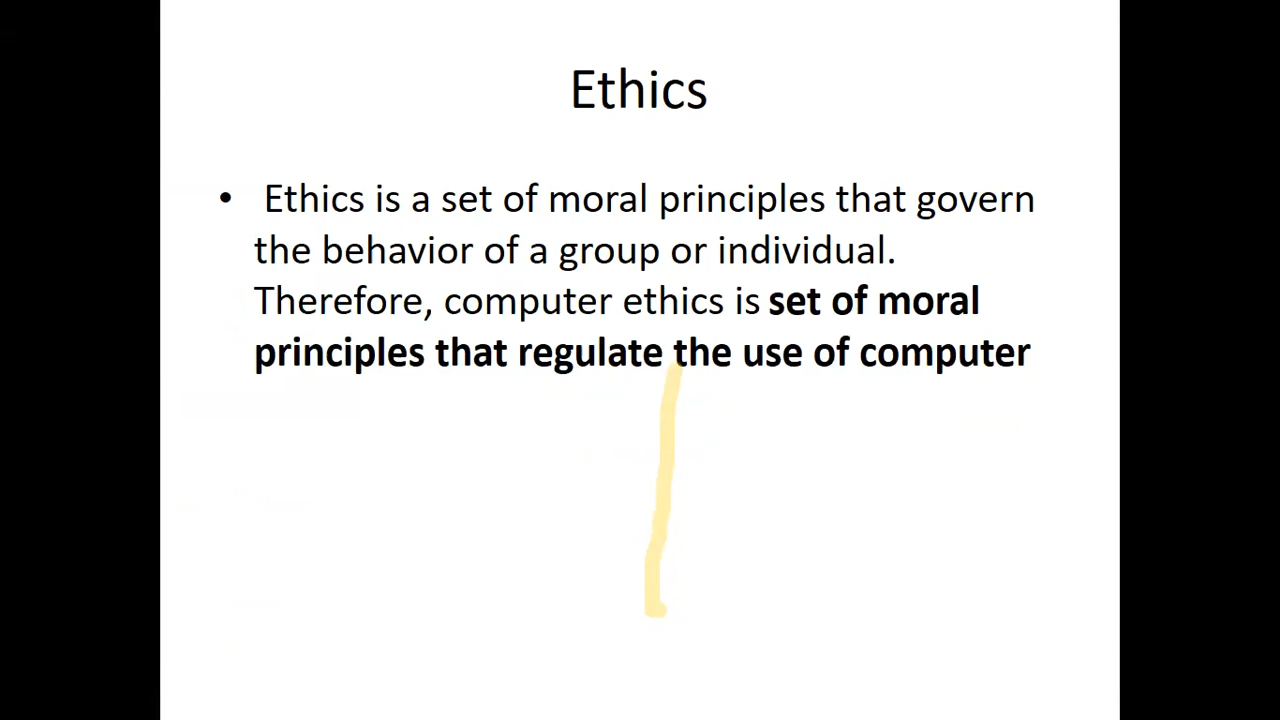 Ethics
• Ethics is a set of moral principles that govern
the behavior of a group or individual.
Therefore, computer ethics is set of moral
principles that regulate the use of computer